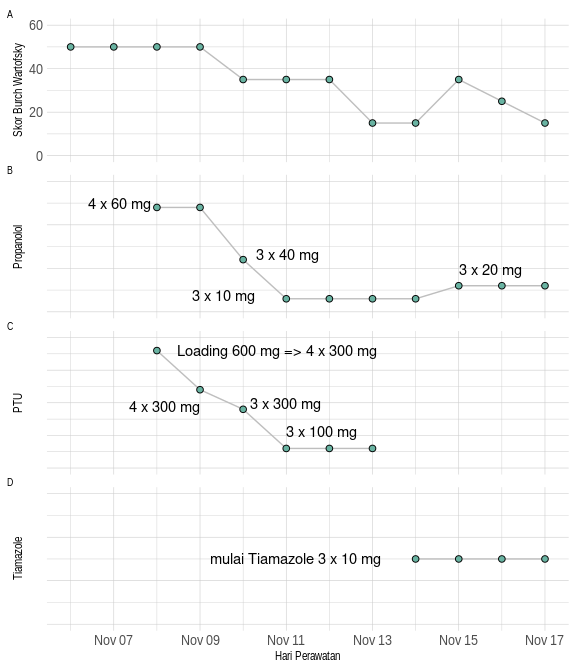 A
Skor Burch Wartofsky
60
40
20
0
B
Propanolol
4 x 60 mg
3 x 40 mg
3 x 10 mg
3 x 20 mg
C
PTU
Loading 600 mg => 4 x 300 mg
4 x 300 mg
3 x 300 mg
3 x 100 mg
D
Tiamazole
mulai Tiamazole 3 x 10 mg
Nov 07 Nov 09 Nov 11 Nov 13 Nov 15 Nov 17
Hari Perawatan